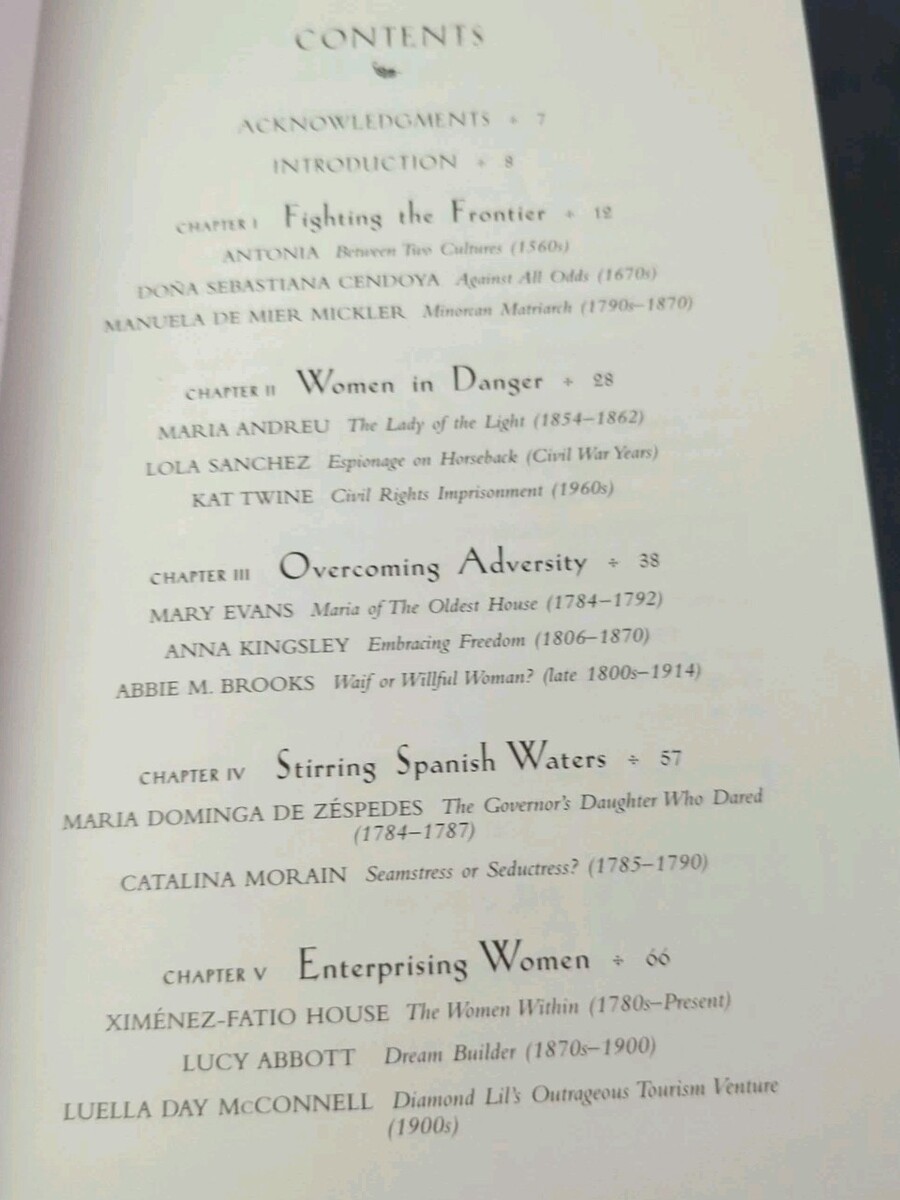 CONTENTS
ACKNOWLEDGMENTS ÷ 7
INTRODUCTION ÷ 8
CHAPTER I Fighting the Frontier ÷ 12
ANTONIA Between Two Cultures (1560s)
DOÑA SEBASTIANA CENDOYA Against All Odds (1670s)
MANUELA DE MIER MICKLER Minorcan Matriarch (1790s–1870)
CHAPTER II Women in Danger ÷ 28
MARIA ANDREU The Lady of the Light (1854–1862)
LOLA SANCHEZ Espionage on Horseback (Civil War Years)
KAT TWINE Civil Rights Imprisonment (1960s)
CHAPTER III Overcoming Adversity ÷ 38
MARY EVANS Maria of The Oldest House (1784–1792)
ANNA KINGSLEY Embracing Freedom (1806–1870)
ABBIE M. BROOKS Waif or Willful Woman? (late 1800s–1914)
CHAPTER IV Stirring Spanish Waters ÷ 57
MARIA DOMINGA DE ZÉSPEDES The Governor's Daughter Who Dared
(1784–1787)
CATALINA MORAIN Seamstress or Seductress? (1785–1790)
CHAPTER V Enterprising Women ÷ 66
XIMÉNEZ-FATIO HOUSE The Women Within (1780s–Present)
LUCY ABBOTT Dream Builder (1870s–1900)
LUELLA DAY McCONNELL Diamond Lil's Outrageous Tourism Venture
(1900s)